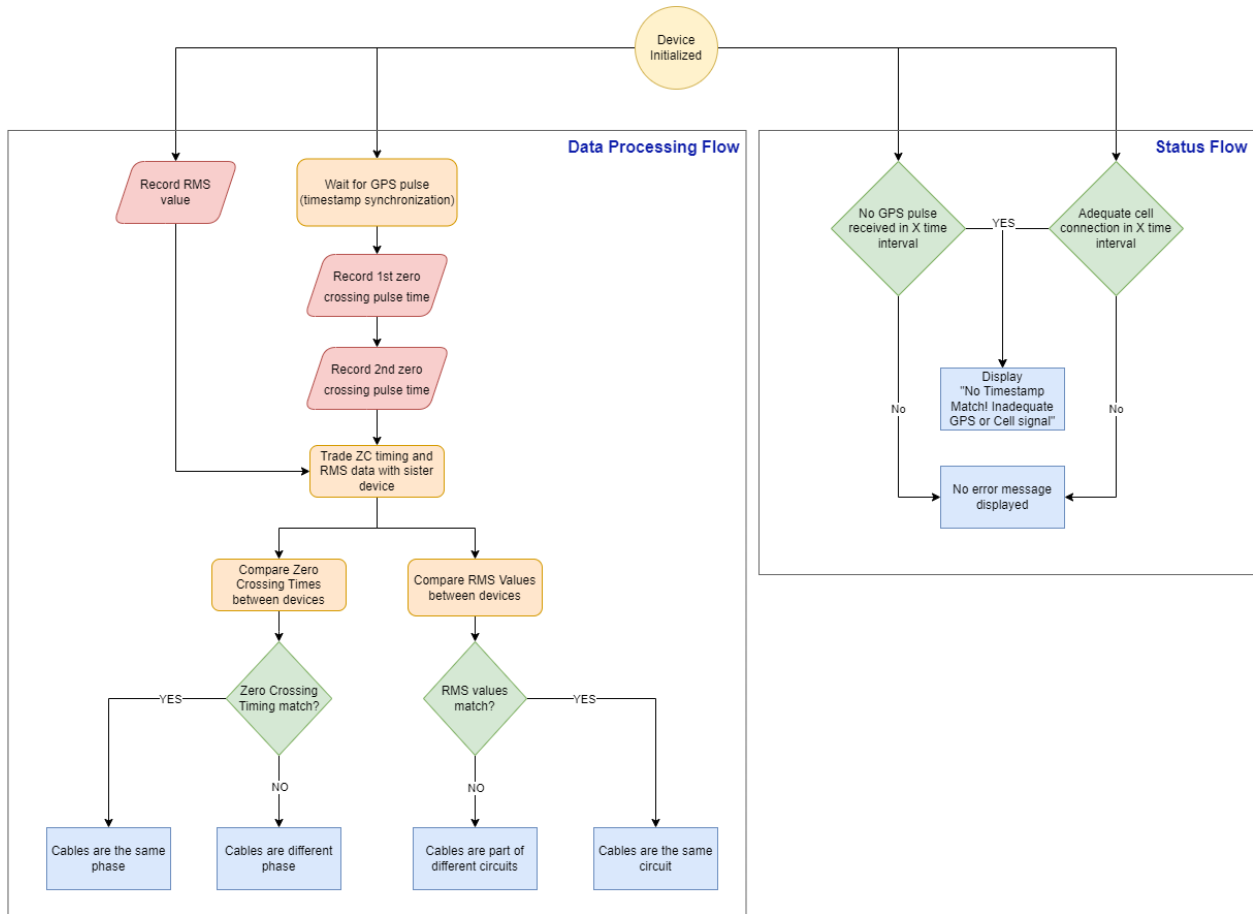 Device
Initialized
Data Processing Flow
Status Flow
Record RMS
value
Wait for GPS pulse
(timestamp synchronization)
Record 1st zero
crossing pulse time
Record 2nd zero
crossing pulse time
Trade ZC timing and
RMS data with sister
device
Compare Zero
Crossing Times
between devices
Compare RMS Values
between devices
Zero Crossing
Timing match?
RMS values
match?
YES
NO
NO
YES
Cables are the same
phase
Cables are different
phase
Cables are part of
different circuits
Cables are the same
circuit
No GPS pulse
received in X time
interval
YES
Adequate cell
connection in X time
interval
No
Display
"No Timestamp
Match! Inadequate
GPS or Cell signal"
No
No error message
displayed